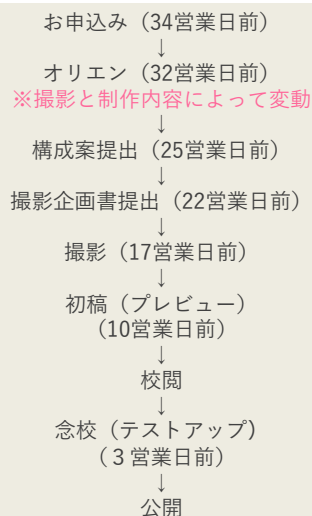 お申込み（34営業日前）
↓
オリエン（32営業日前）
※撮影と制作内容によって変動
↓
構成案提出（25営業日前）
↓
撮影企画書提出（22営業日前）
↓
撮影（17営業日前）
↓
初稿（プレビュー）
（10営業日前）
↓
校閲
↓
念校（テストアップ）
（３営業日前）
↓
公開